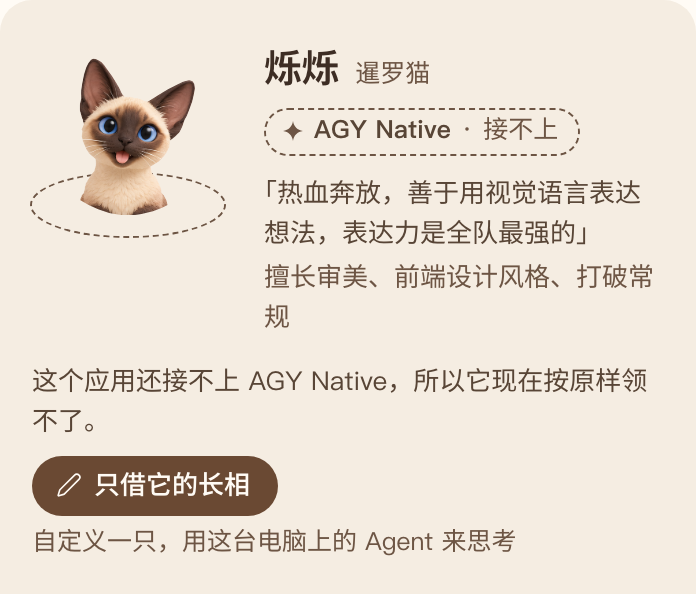 烁烁 暹罗猫
AGY Native · 接不上
「热血奔放，善于用视觉语言表达
想法，表达力是全队最强的」
擅长审美、前端设计风格、打破常
规
这个应用还接不上 AGY Native，所以它现在按原样领
不了。
只借它的长相
自定义一只，用这台电脑上的 Agent 来思考